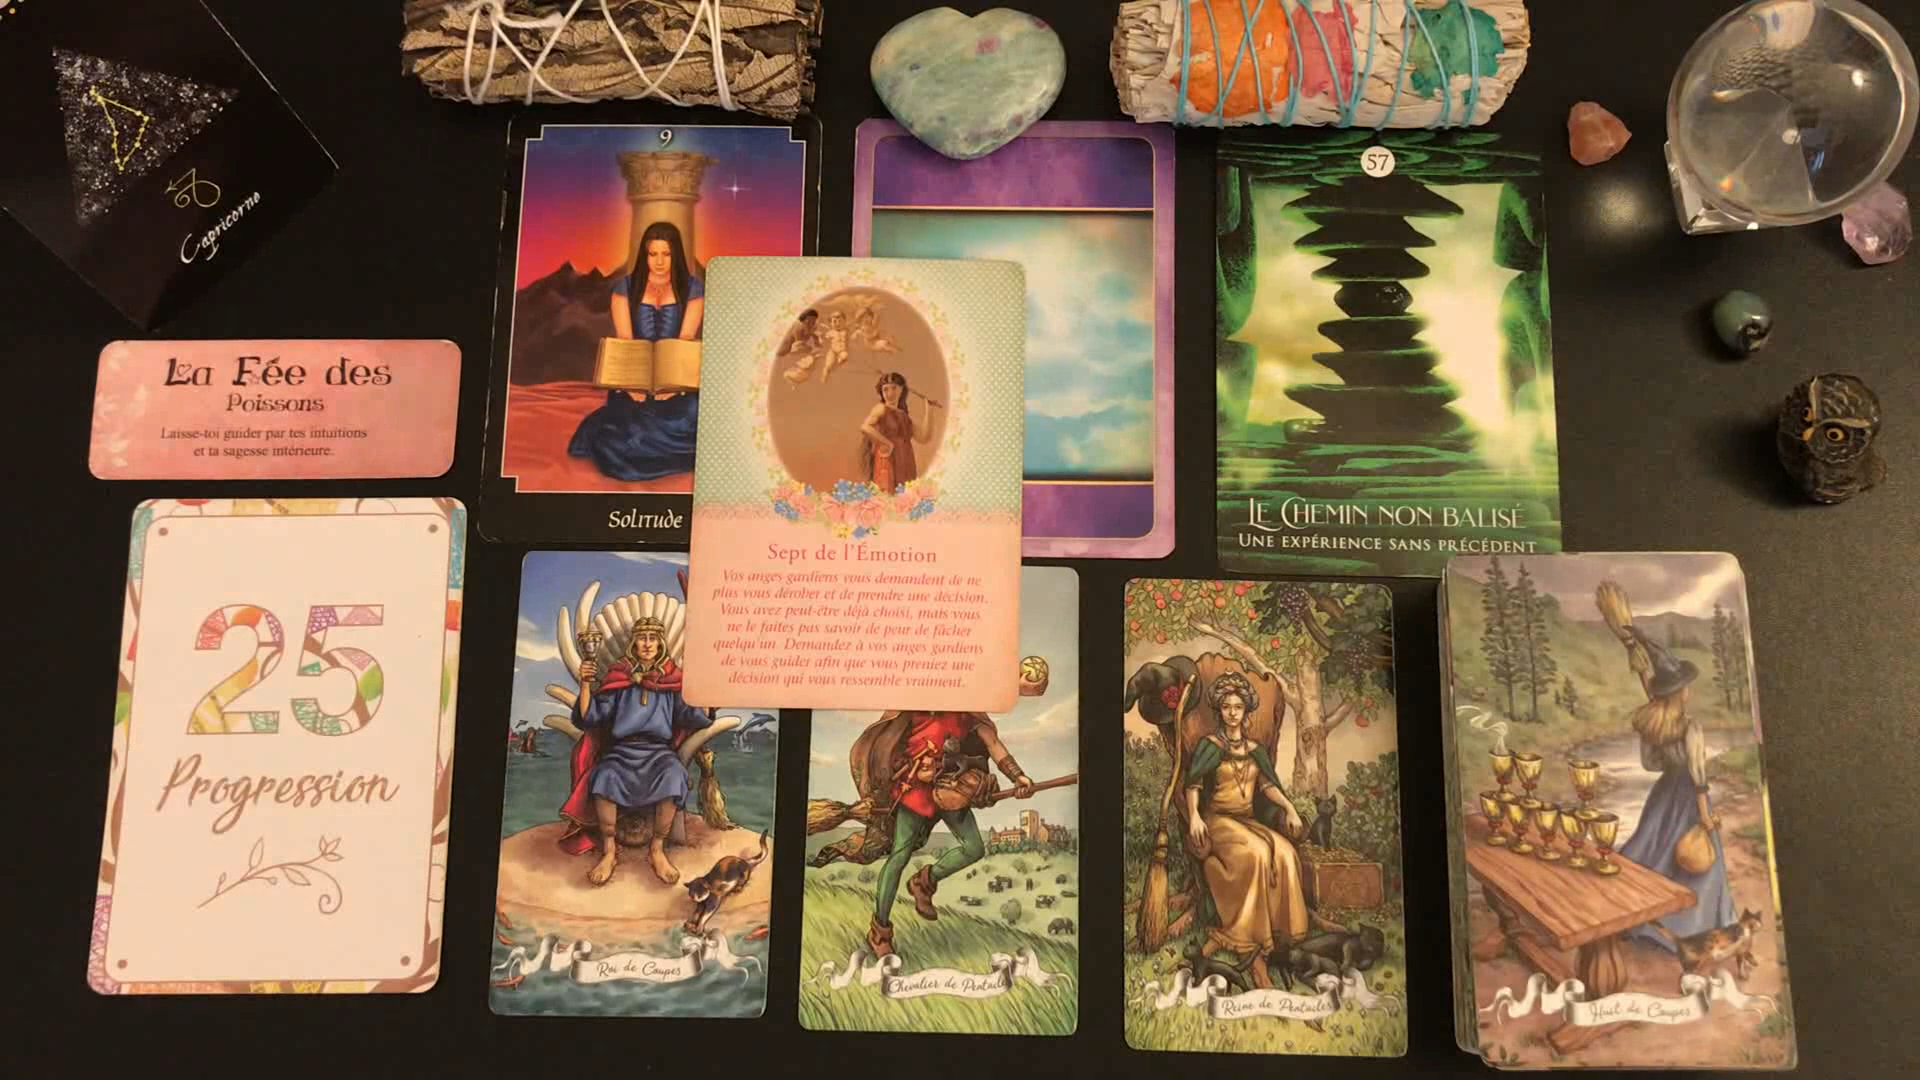 Capricorno
La Fée des
Poissons
Laisse-toi guider par tes intuitions
et ta sagesse intérieure.
25
Progression
9
Solitude
Sept de l'Émotion
Vos anges gardiens vous demandent de ne
plus vous dérober et de prendre une décision.
Vous avez peut-être déjà choisi, mais vous
ne le faites pas savoir de peur de fâcher
quelqu'un. Demandez à vos anges gardiens
de vous guider afin que vous preniez une
décision qui vous ressemble vraiment.
57
Le Chemin non balisé
Une expérience sans précédent
Roi de Coupes
Chevalier de Pentacle
Reine de Pentacles
Huit de Coupes